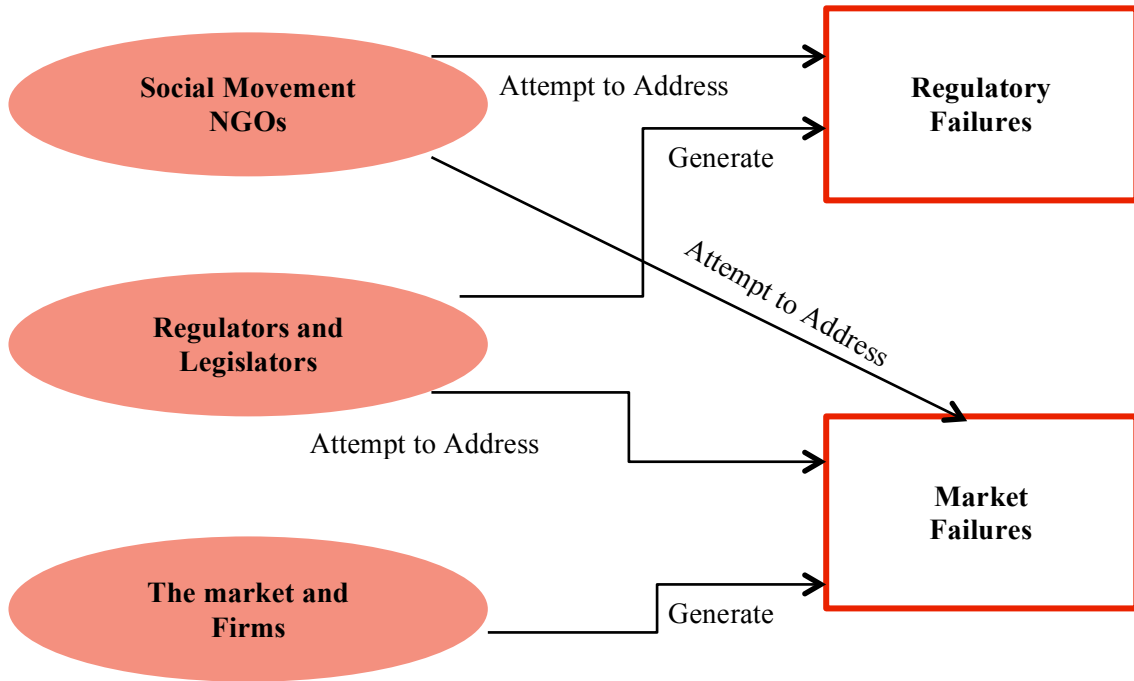 Social Movement
NGOs
Attempt to Address
Regulatory
Failures
Generate
Attempt to Address
Regulators and
Legislators
Attempt to Address
Market
Failures
The market and
Firms
Generate